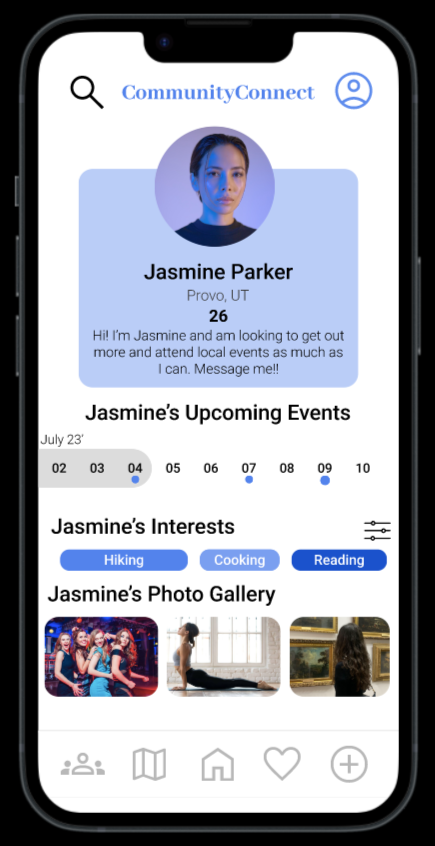 CommunityConnect
Jasmine Parker
Provo, UT
26
Hi! I'm Jasmine and am looking to get out
more and attend local events as much as
I can. Message me!!
Jasmine's Upcoming Events
July 23'
02 03 04 05 06 07 08 09 10
Jasmine's Interests
Hiking Cooking Reading
Jasmine's Photo Gallery